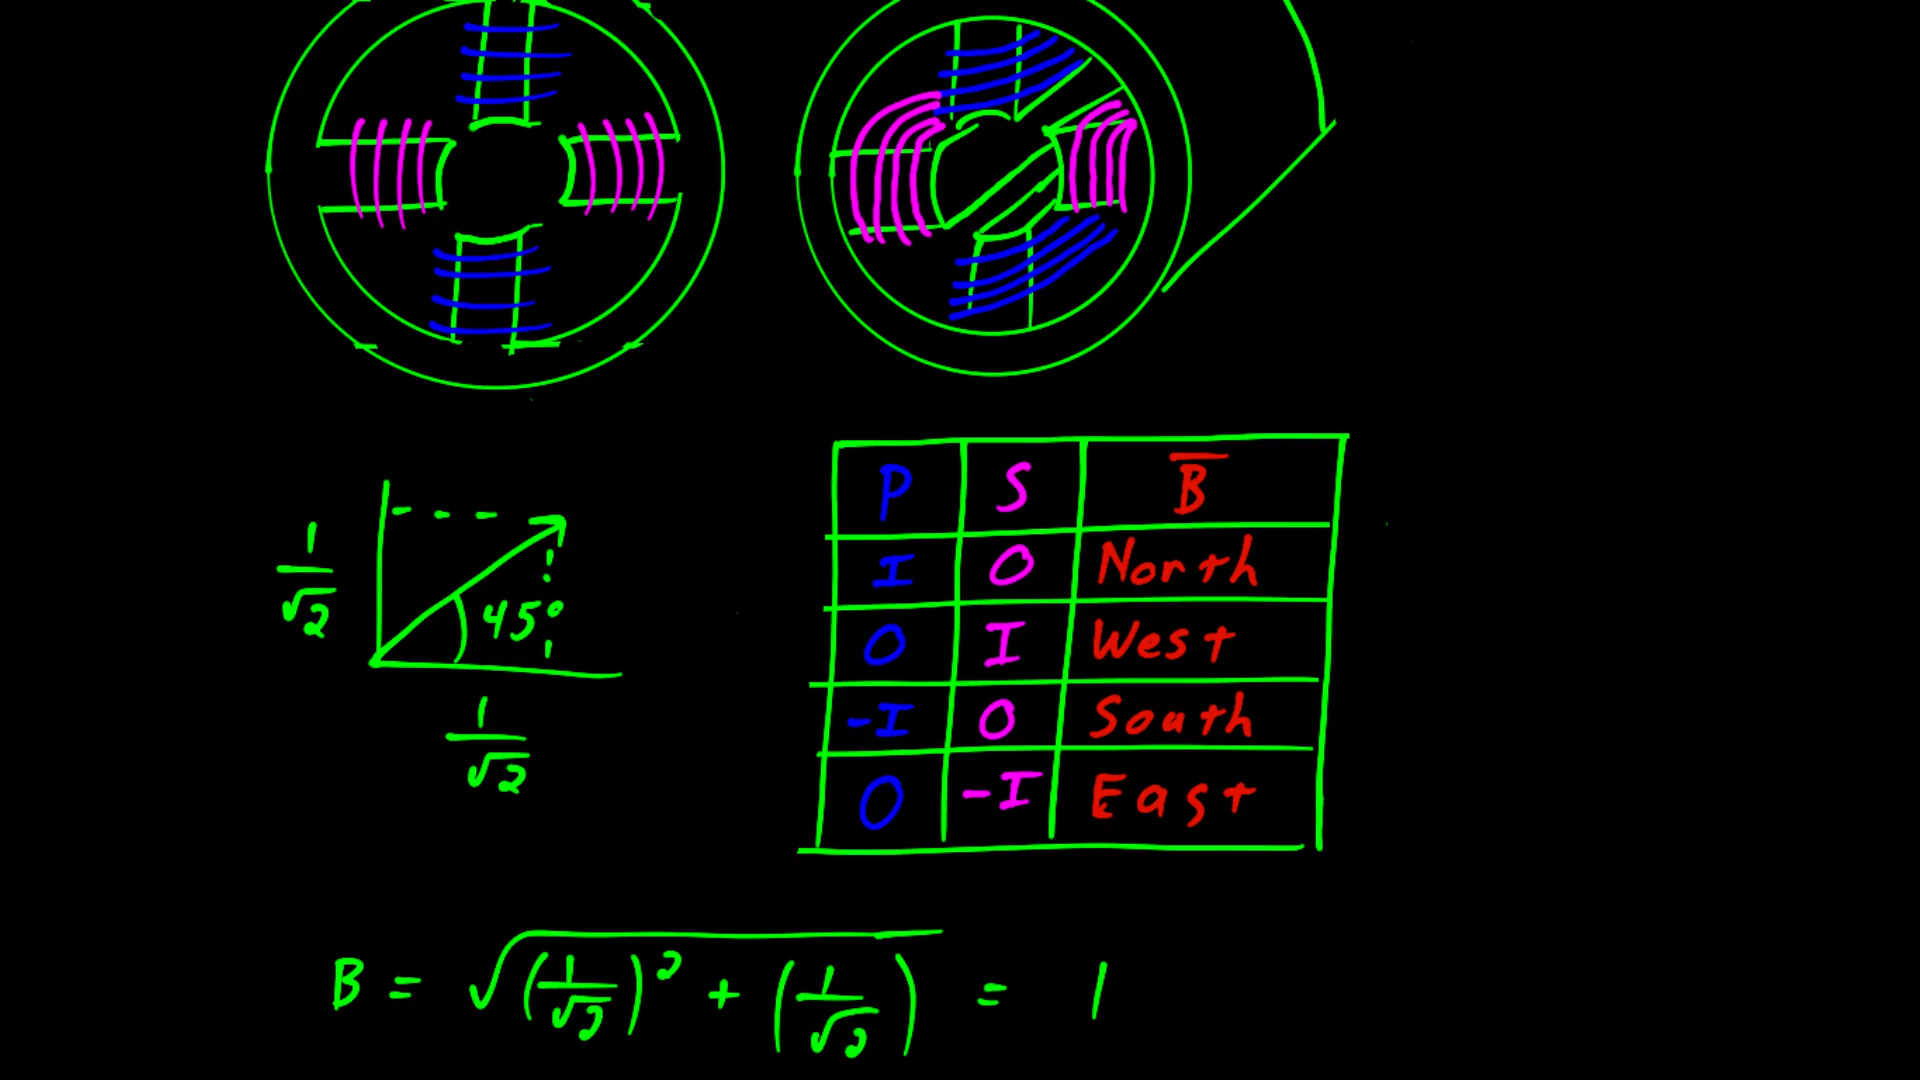 P S B̅
I O North
O I West
-I O South
O -I East
1/√2
45°
1/√2
B = √(1/√2)² + (1/√2) = 1